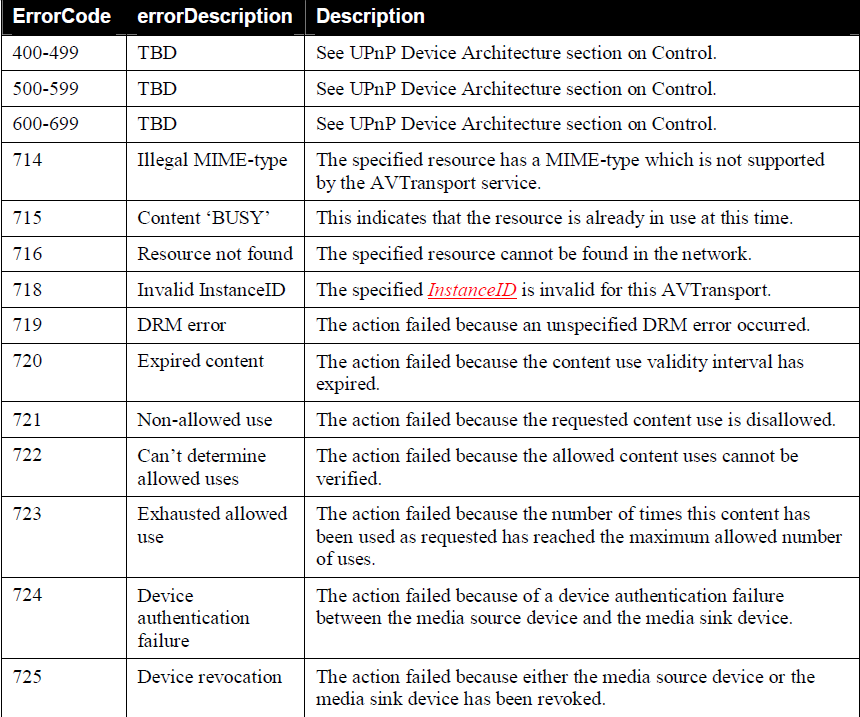 ErrorCode errorDescription Description
400-499 TBD See UPnP Device Architecture section on Control.
500-599 TBD See UPnP Device Architecture section on Control.
600-699 TBD See UPnP Device Architecture section on Control.
714 Illegal MIME-type The specified resource has a MIME-type which is not supported
by the AVTransport service.
715 Content ‘BUSY’ This indicates that the resource is already in use at this time.
716 Resource not found The specified resource cannot be found in the network.
718 Invalid InstanceID The specified InstanceID is invalid for this AVTransport.
719 DRM error The action failed because an unspecified DRM error occurred.
720 Expired content The action failed because the content use validity interval has
expired.
721 Non-allowed use The action failed because the requested content use is disallowed.
722 Can’t determine The action failed because the allowed content uses cannot be
allowed uses verified.
723 Exhausted allowed The action failed because the number of times this content has
use been used as requested has reached the maximum allowed number
of uses.
724 Device The action failed because of a device authentication failure
authentication between the media source device and the media sink device.
failure
725 Device revocation The action failed because either the media source device or the
media sink device has been revoked.